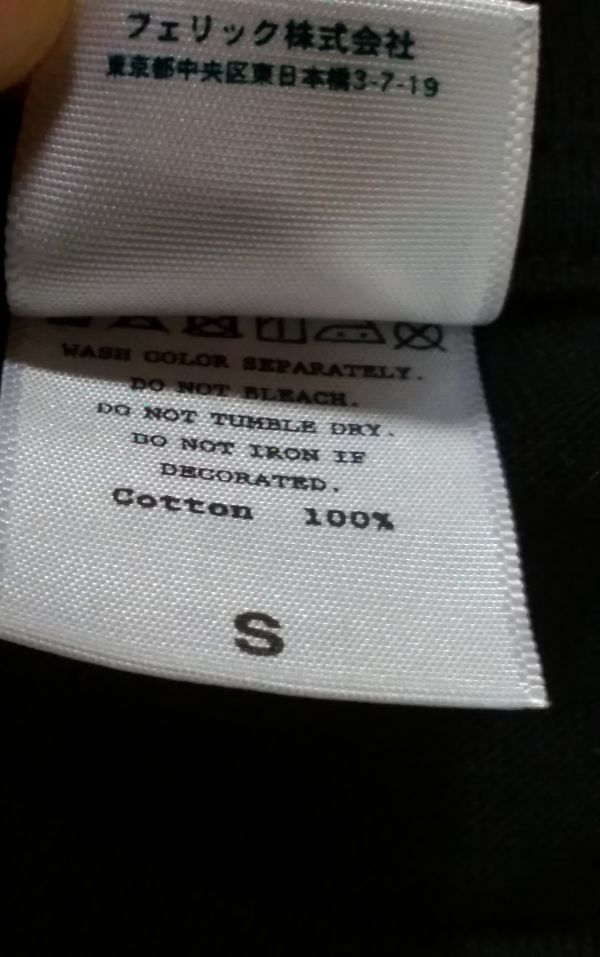 フェリック株式会社
東京都中央区東日本橋3-7-19
WASH COLOR SEPARATELY.
DO NOT BLEACH.
DO NOT TUMBLE DRY.
DO NOT IRON IF
DECORATED.
Cotton 100%
S